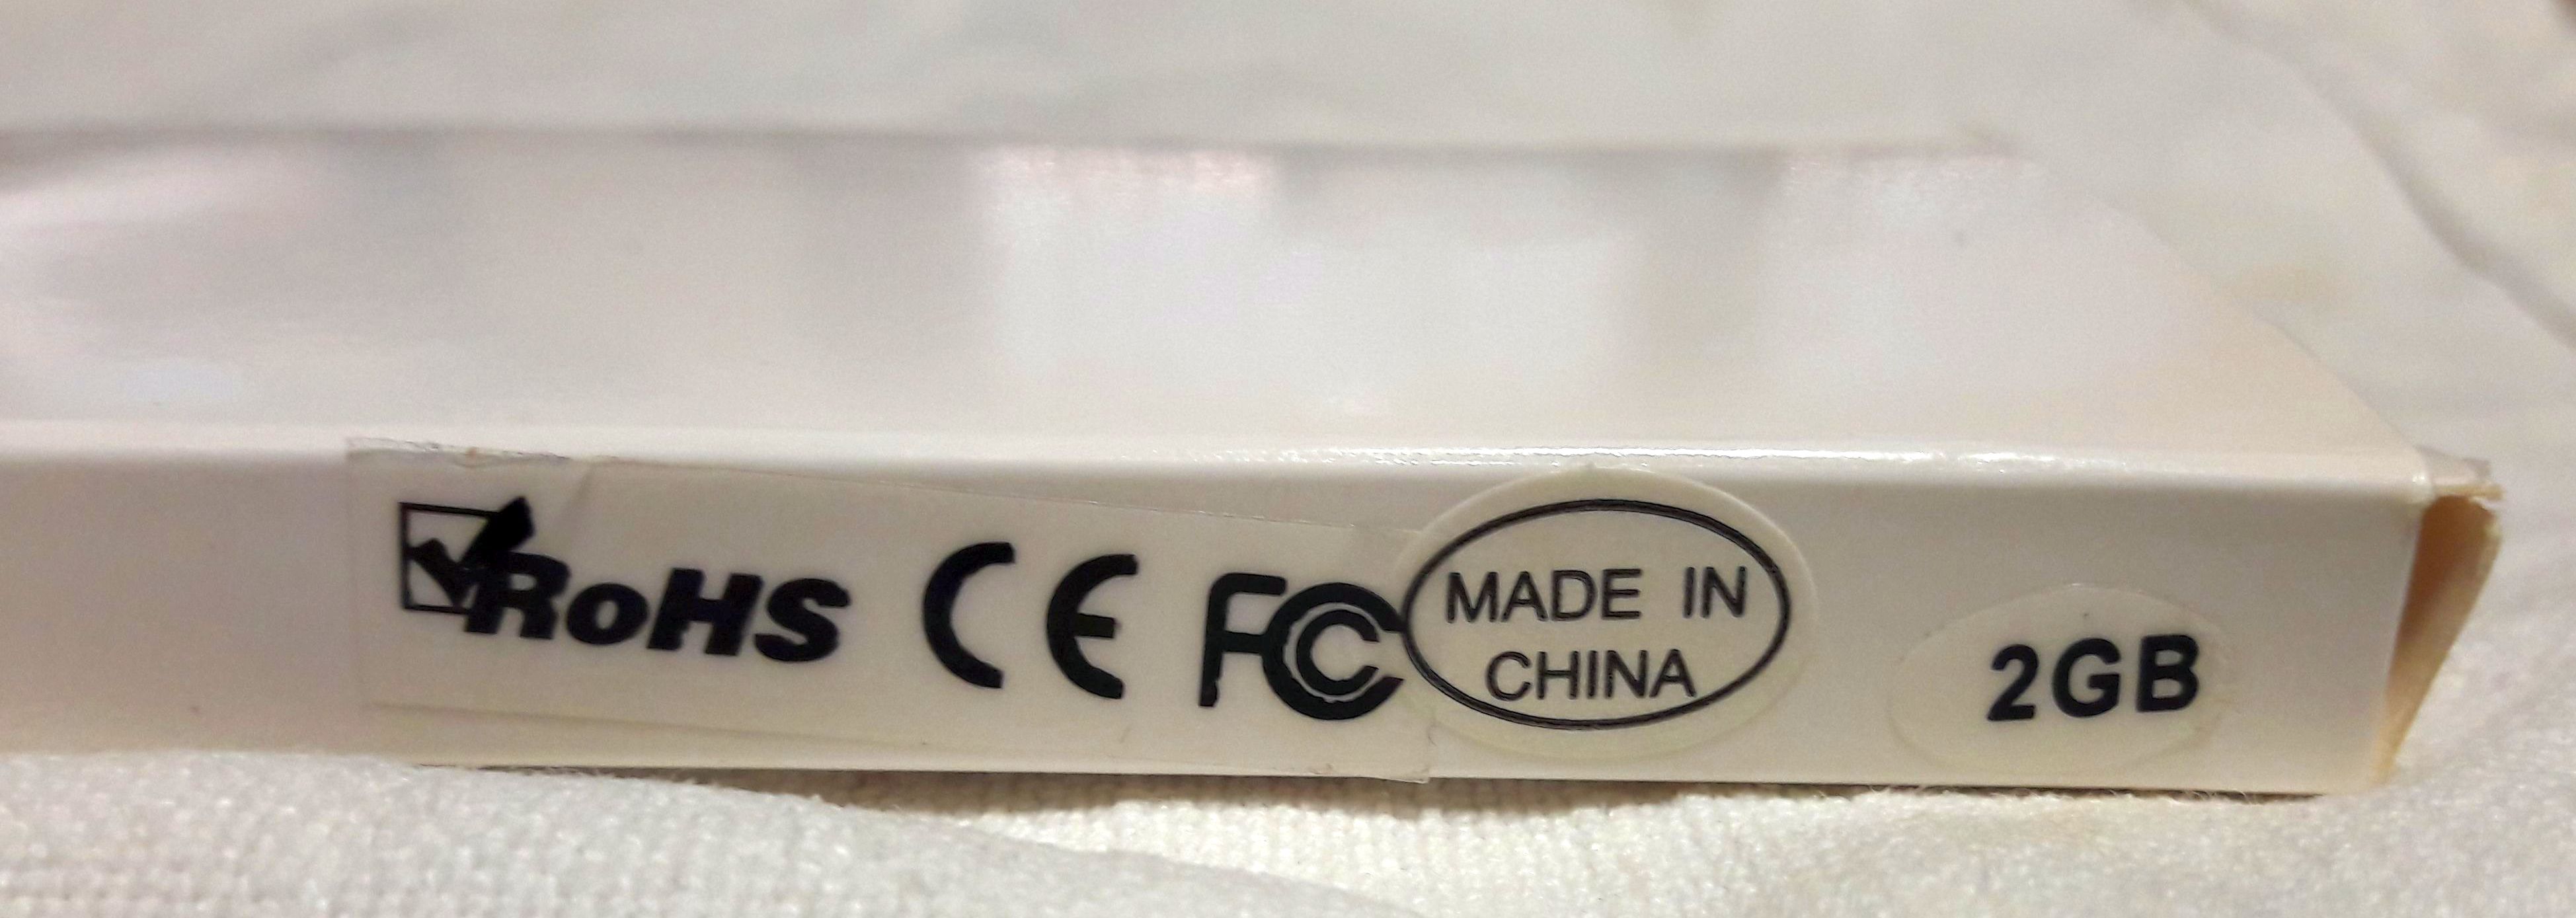 RoHS CE FC
MADE IN
CHINA
2GB